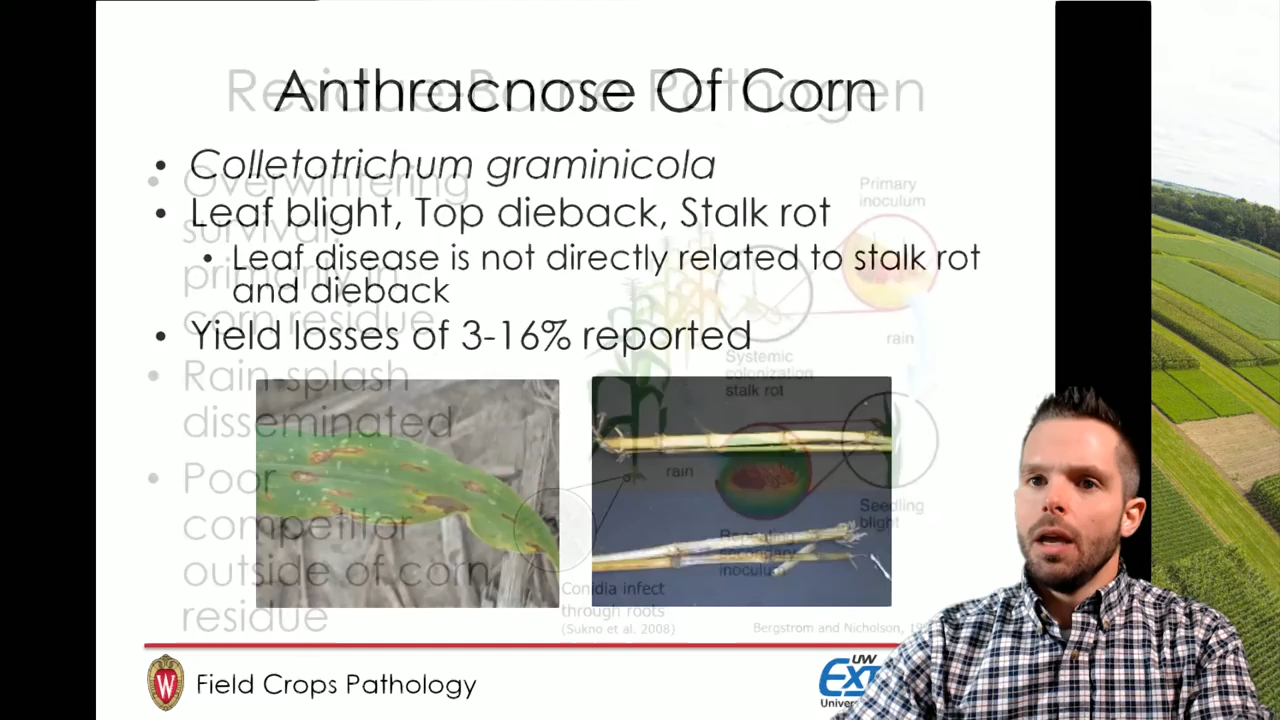 Anthracnose Of Corn
• Colletotrichum graminicola
• Leaf blight, Top dieback, Stalk rot
• Leaf disease is not directly related to stalk rot
and dieback
• Yield losses of 3-16% reported
Residue-Borne Pathogen
• Overwintering
survival
primarily in
corn residue
• Rain-splash
disseminated
• Poor
competitor
outside of corn
residue
Primary
inoculum
rain
Systemic
colonization
stalk rot
rain
Seedling
blight
Repeating
secondary
inoculum
Conidia infect
through roots
(Sukno et al. 2008)
Bergstrom and Nicholson,
W
Field Crops Pathology
UW